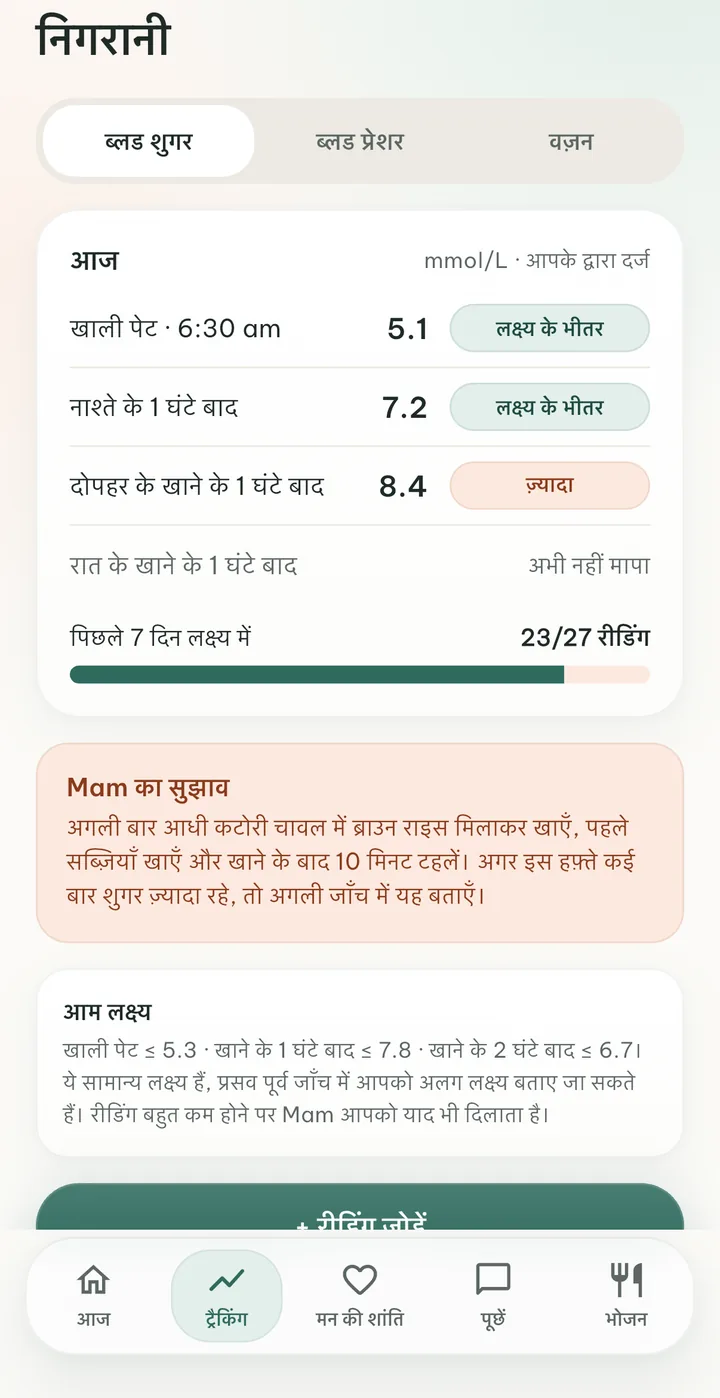 निगरानी
ब्लड शुगर
ब्लड प्रेशर
वज़न
आज
mmol/L · आपके द्वारा दर्ज
खाली पेट · 6:30 am 5.1 लक्ष्य के भीतर
नाश्ते के 1 घंटे बाद 7.2 लक्ष्य के भीतर
दोपहर के खाने के 1 घंटे बाद 8.4 ज़्यादा
रात के खाने के 1 घंटे बाद अभी नहीं मापा
पिछले 7 दिन लक्ष्य में 23/27 रीडिंग
Mam का सुझाव
अगली बार आधी कटोरी चावल में ब्राउन राइस मिलाकर खाएँ, पहले
सब्ज़ियाँ खाएँ और खाने के बाद 10 मिनट टहलें। अगर इस हफ़्ते कई
बार शुगर ज़्यादा रहे, तो अगली जाँच में यह बताएँ।
आम लक्ष्य
खाली पेट ≤ 5.3 · खाने के 1 घंटे बाद ≤ 7.8 · खाने के 2 घंटे बाद ≤ 6.7।
ये सामान्य लक्ष्य हैं, प्रसव पूर्व जाँच में आपको अलग लक्ष्य बताए जा सकते
हैं। रीडिंग बहुत कम होने पर Mam आपको याद भी दिलाता है।
+ रीडिंग जोड़ें
आज
ट्रैकिंग
मन की शांति
पूछें
भोजन